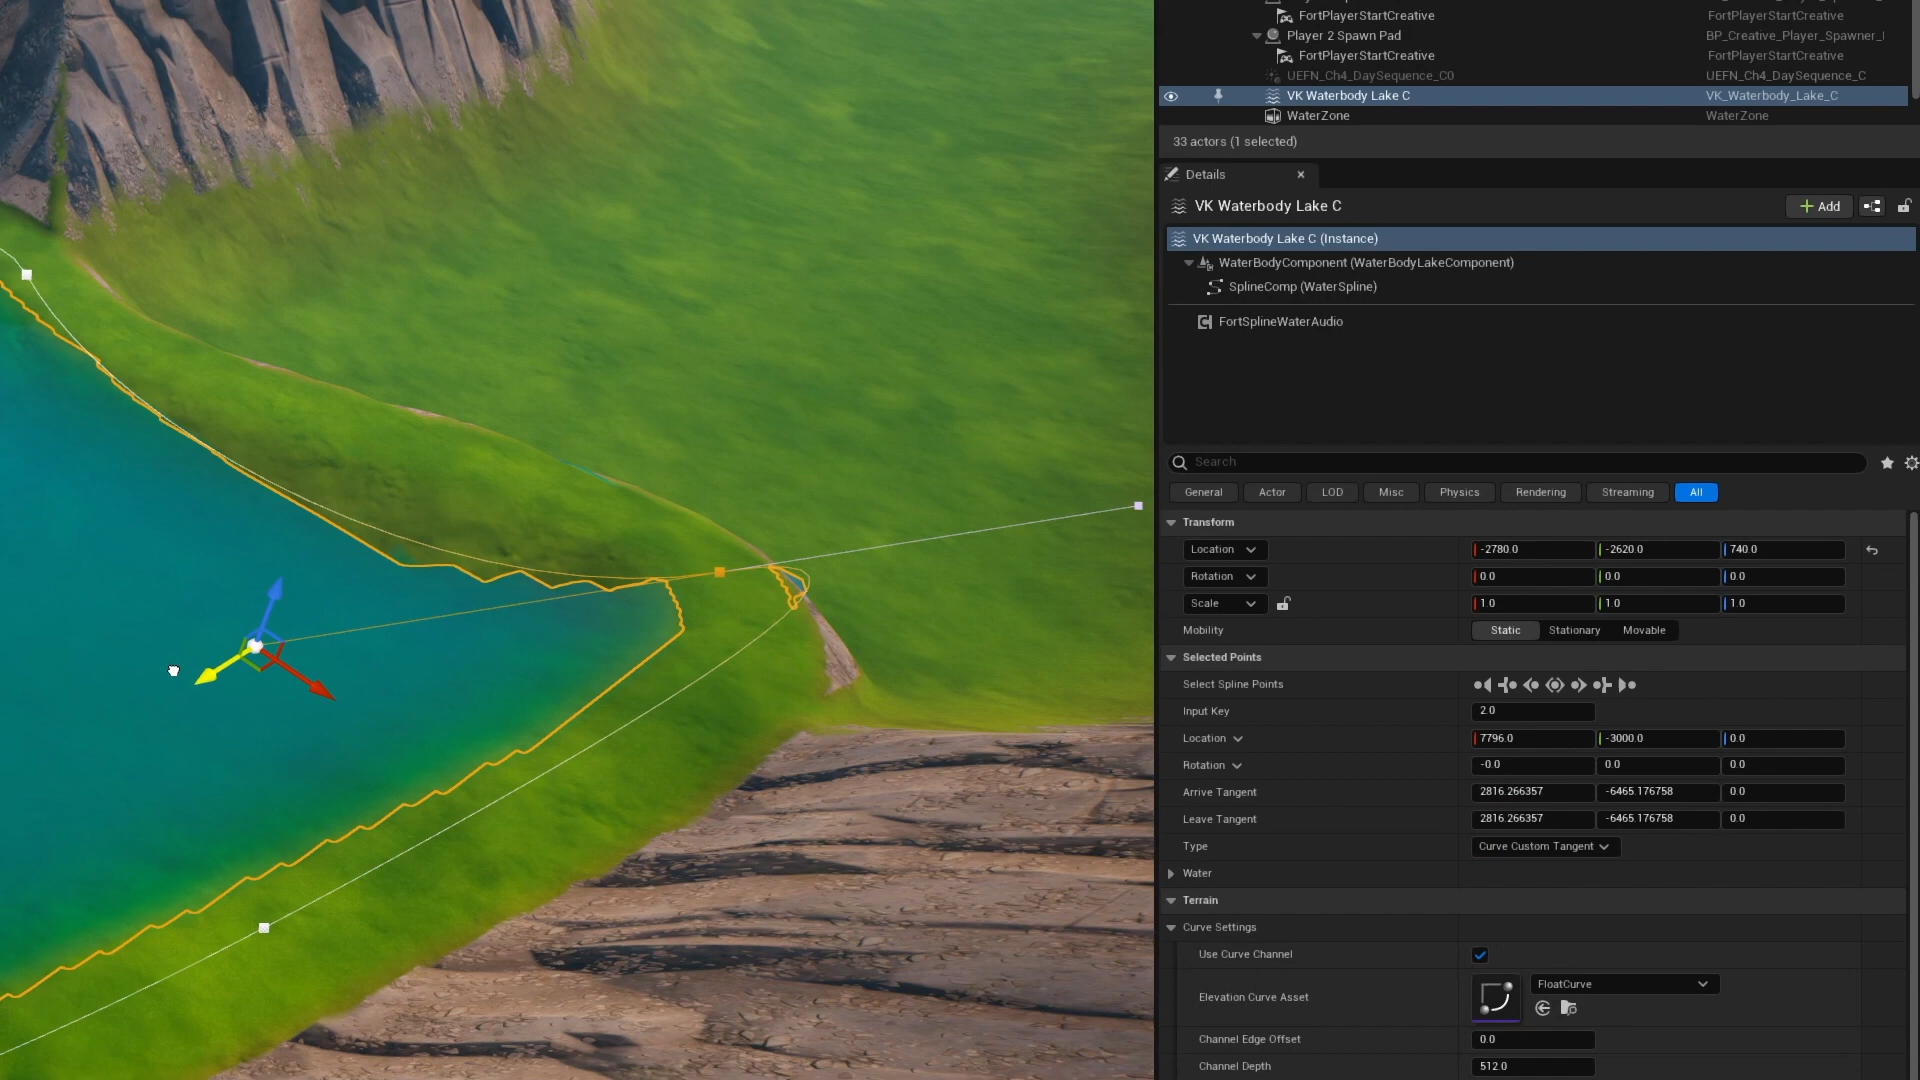 FortPlayerStartCreative FortPlayerStartCreative
Player 2 Spawn Pad BP_Creative_Player_Spawner_
FortPlayerStartCreative FortPlayerStartCreative
UEFN_Ch4_DaySequence_C0 UEFN_Ch4_DaySequence_C
VK Waterbody Lake C VK_Waterbody_Lake_C
WaterZone WaterZone
33 actors (1 selected)
Details
VK Waterbody Lake C
Add
VK Waterbody Lake C (Instance)
WaterBodyComponent (WaterBodyLakeComponent)
SplineComp (WaterSpline)
FortSplineWaterAudio
Search
General Actor LOD Misc Physics Rendering Streaming All
Transform
Location -2780.0 -2620.0 740.0
Rotation 0.0 0.0 0.0
Scale 1.0 1.0 1.0
Mobility Static Stationary Movable
Selected Points
Select Spline Points
Input Key 2.0
Location 7796.0 -3000.0 0.0
Rotation -0.0 0.0 0.0
Arrive Tangent 2816.266357 -6465.176758 0.0
Leave Tangent 2816.266357 -6465.176758 0.0
Type Curve Custom Tangent
Water
Terrain
Curve Settings
Use Curve Channel
Elevation Curve Asset FloatCurve
Channel Edge Offset 0.0
Channel Depth 512.0